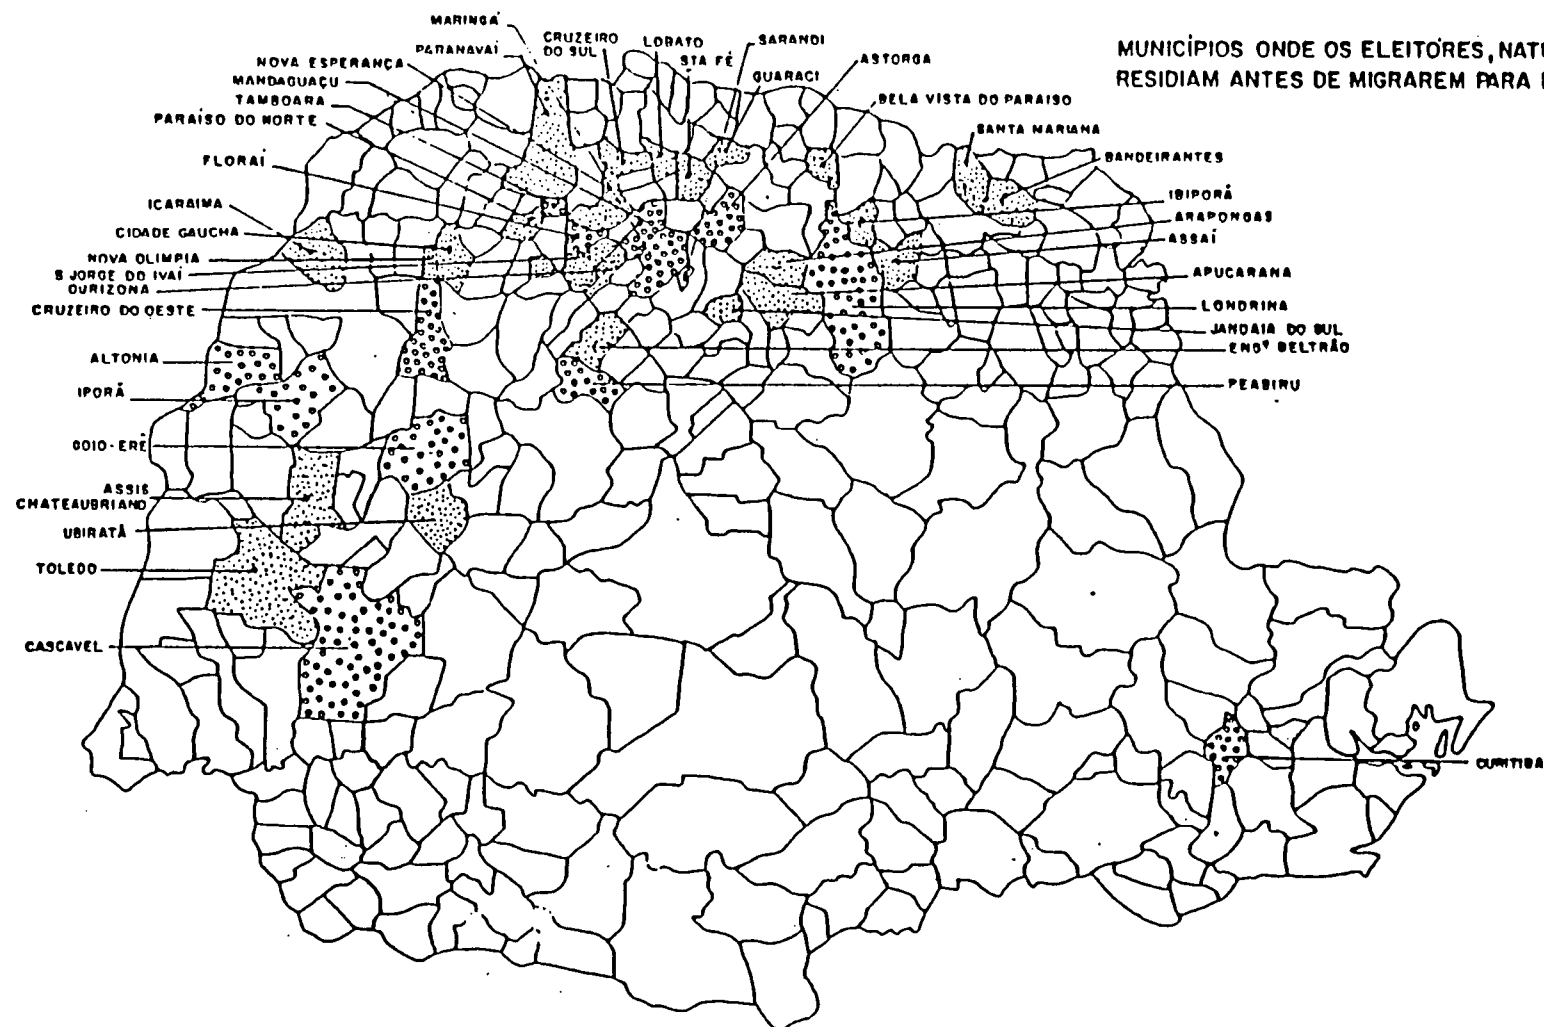 MUNICÍPIOS ONDE OS ELEITÓRES,
RESIDIAM ANTES DE MIGRAREM PARA
MARINGÁ
PARANAVAÍ
CRUZEIRO
DO SUL
LOBATO
STA FÉ
SARANDI
GUARACI
ASTORGA
NOVA ESPERANÇA
MANDAGUAÇU
TAMBOARA
PARAÍSO DO NORTE
FLORAÍ
BELA VISTA DO PARAISO
SANTA MARIANA
BANDEIRANTES
ICARAIMA
CIDADE GAUCHA
NOVA OLIMPIA
S JORGE DO IVAÍ
OURIZONA
CRUZEIRO DO OESTE
ALTONIA
IPORÃ
GOIO-ERÊ
ASSIS
CHATEAUBRIAND
UBIRATÃ
TOLEDO
CASCAVEL
IBIPORÃ
ARAPONGAS
ASSAÍ
APUCARANA
LONDRINA
JANDAIA DO SUL
ENGº BELTRÃO
PEABIRU
CURITIBA